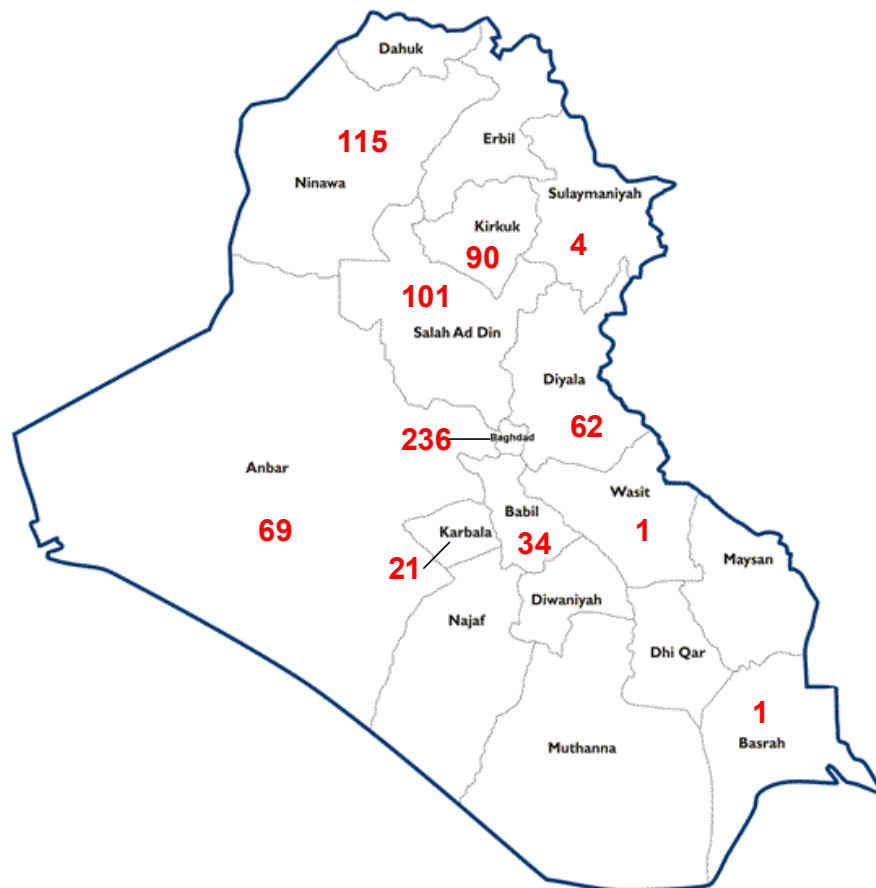 Dahuk
115
Erbil
Ninawa
Sulaymaniyah
Kirkuk
4
90
101
Salah Ad Din
Diyala
62
236
Baghdad
Anbar
Wasit
Babil
69
Karbala
34
1
21
Maysan
Diwaniyah
Najaf
Dhi Qar
1
Basrah
Muthanna